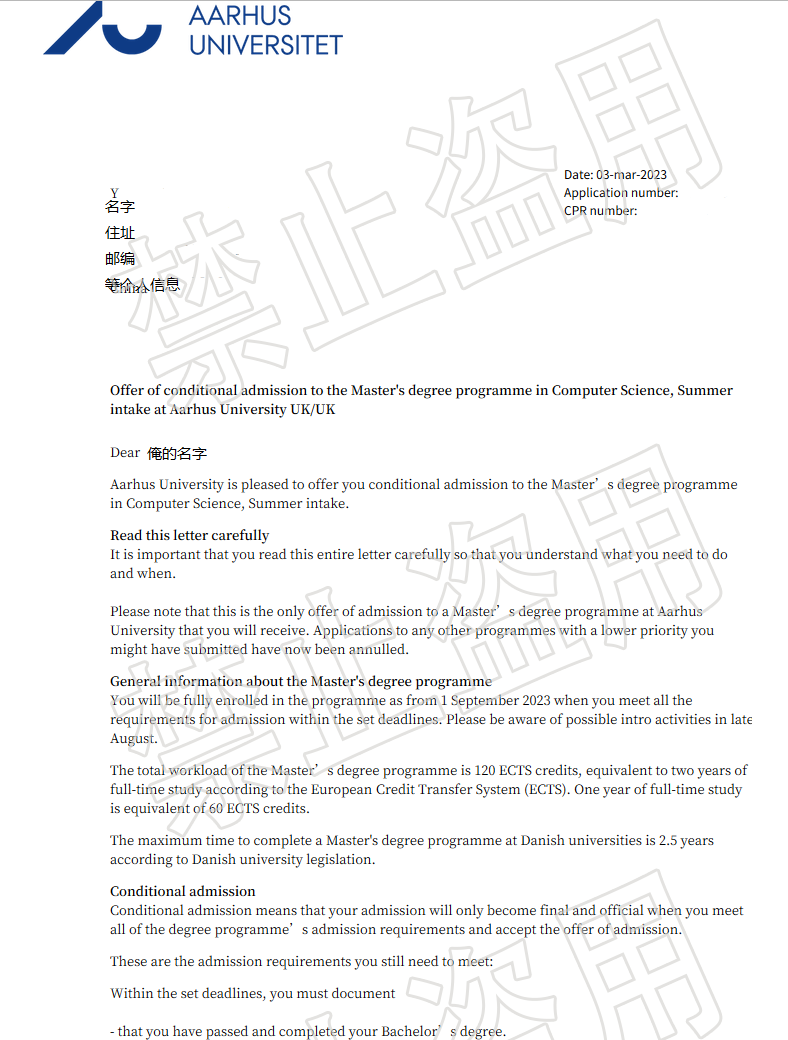 AARHUS
UNIVERSITET
Date: 03-mar-2023
Application number:
CPR number:
Y
名字
住址
邮编
等个人信息
China
Offer of conditional admission to the Master's degree programme in Computer Science, Summer
intake at Aarhus University UK/UK
Dear 俺的名字
Aarhus University is pleased to offer you conditional admission to the Master’s degree programme
in Computer Science, Summer intake.
Read this letter carefully
It is important that you read this entire letter carefully so that you understand what you need to do
and when.
Please note that this is the only offer of admission to a Master’s degree programme at Aarhus
University that you will receive. Applications to any other programmes with a lower priority you
might have submitted have now been annulled.
General information about the Master's degree programme
You will be fully enrolled in the programme as from 1 September 2023 when you meet all the
requirements for admission within the set deadlines. Please be aware of possible intro activities in late
August.
The total workload of the Master’s degree programme is 120 ECTS credits, equivalent to two years of
full-time study according to the European Credit Transfer System (ECTS). One year of full-time study
is equivalent of 60 ECTS credits.
The maximum time to complete a Master's degree programme at Danish universities is 2.5 years
according to Danish university legislation.
Conditional admission
Conditional admission means that your admission will only become final and official when you meet
all of the degree programme’s admission requirements and accept the offer of admission.
These are the admission requirements you still need to meet:
Within the set deadlines, you must document
- that you have passed and completed your Bachelor’s degree.
禁止盗用
禁止盗用
禁止盗用